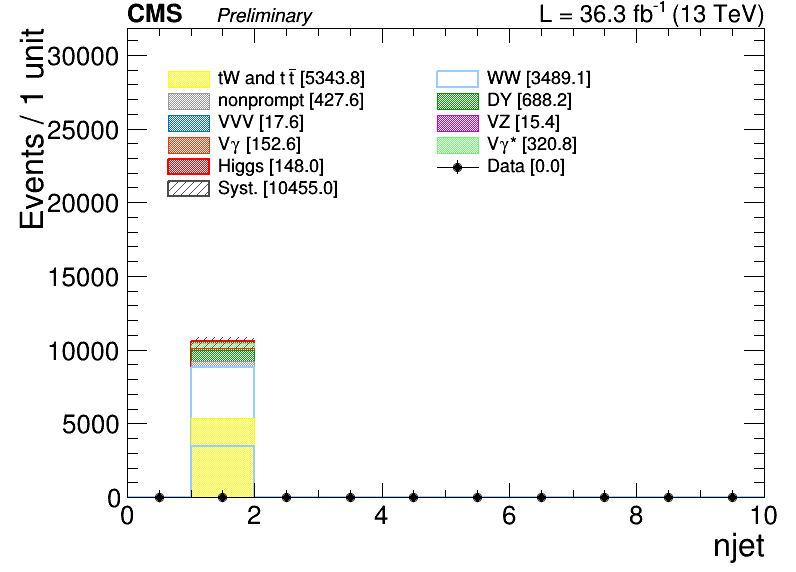 CMS Preliminary L = 36.3 fb⁻¹ (13 TeV)
Events / 1 unit
30000
25000
20000
15000
10000
5000
0
tW and tt̄ [5343.8]
nonprompt [427.6]
VVV [17.6]
Vγ [152.6]
Higgs [148.0]
Syst. [10455.0]
WW [3489.1]
DY [688.2]
VZ [15.4]
Vγ* [320.8]
Data [0.0]
0 2 4 6 8 10
njet